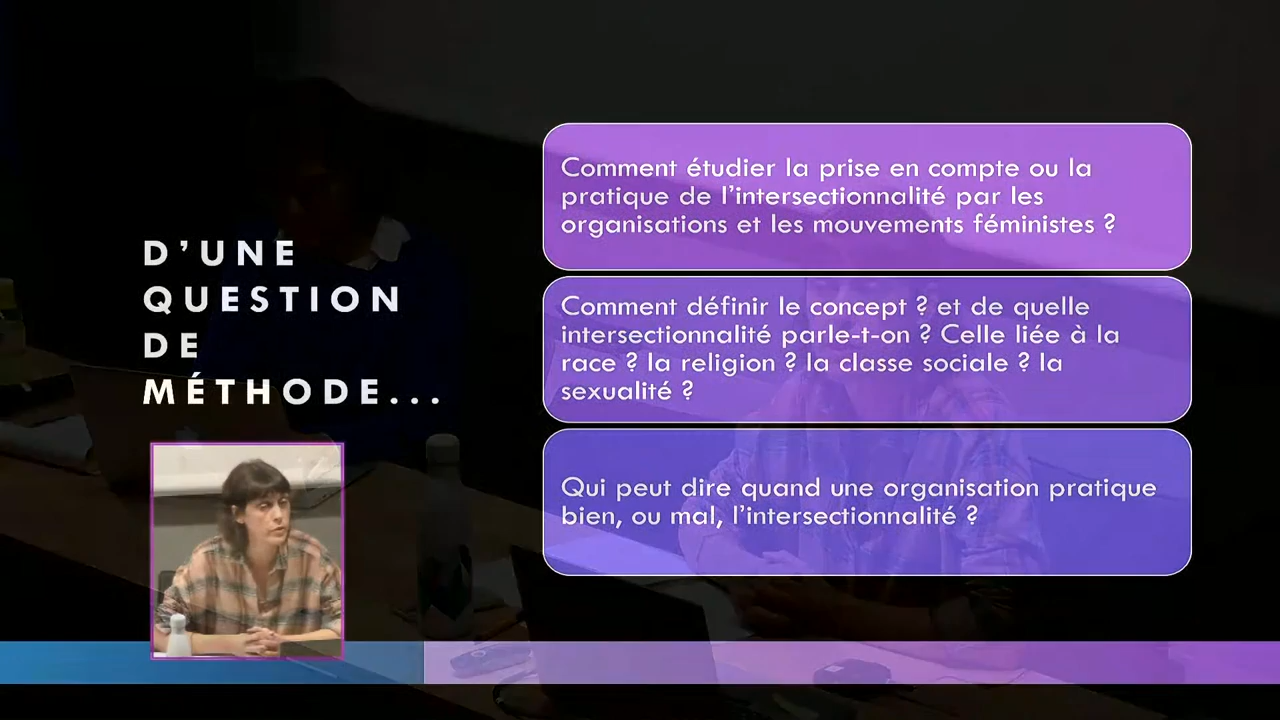 D'UNE
QUESTION
DE
MÉTHODE...
Comment étudier la prise en compte ou la
pratique de l'intersectionnalité par les
organisations et les mouvements féministes ?
Comment définir le concept ? et de quelle
intersectionnalité parle-t-on ? Celle liée à la
race ? la religion ? la classe sociale ? la
sexualité ?
Qui peut dire quand une organisation pratique
bien, ou mal, l'intersectionnalité ?